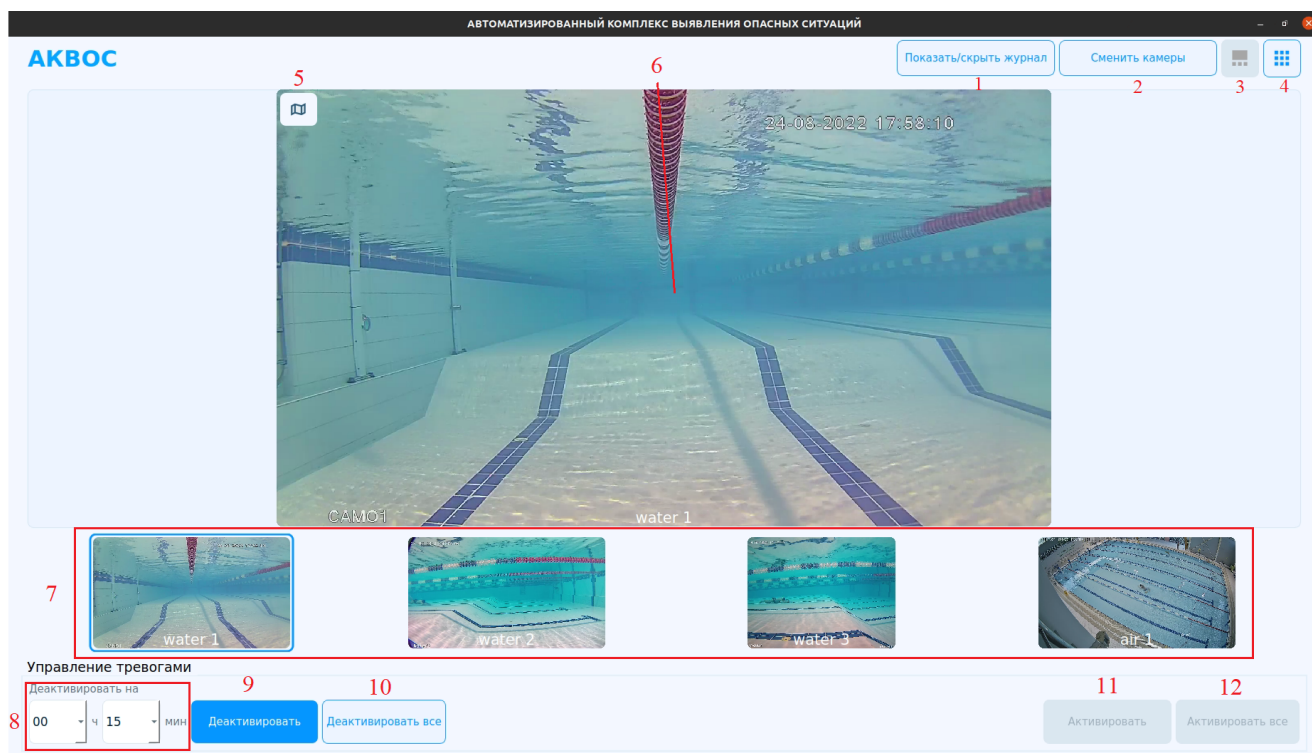 АВТОМАТИЗИРОВАННЫЙ КОМПЛЕКС ВЫЯВЛЕНИЯ ОПАСНЫХ СИТУАЦИЙ
АКВОС
Показать/скрыть журнал
Сменить камеры
1
2
3
4
5
6
24-08-2022 17:58:10
CAM01
water 1
7
water 1
water 2
water 3
air 1
Управление тревогами
Деактивировать на
8
00
ч
15
мин
9
Деактивировать
10
Деактивировать все
11
Активировать
12
Активировать все